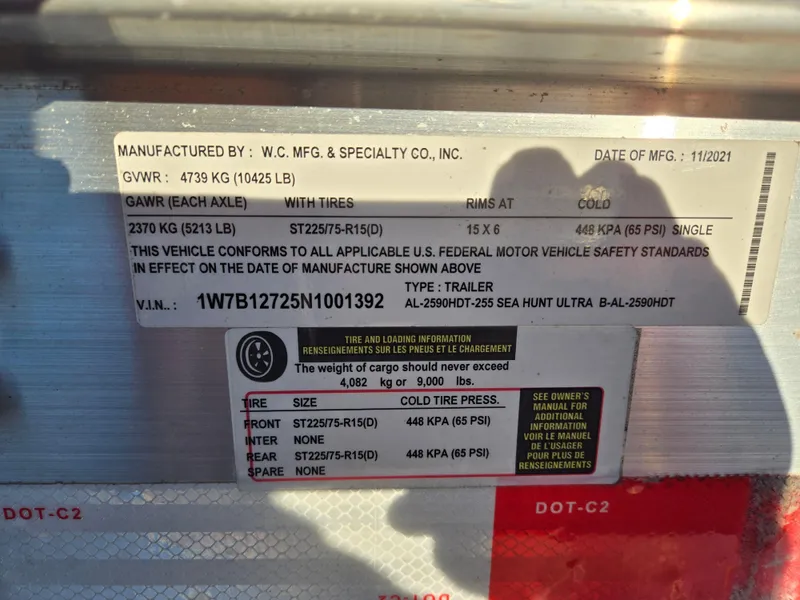 MANUFACTURED BY : W.C. MFG. & SPECIALTY CO., INC. DATE OF MFG. : 11/2021
GVWR : 4739 KG (10425 LB)
GAWR (EACH AXLE) WITH TIRES RIMS AT COLD
2370 KG (5213 LB) ST225/75-R15(D) 15 X 6 448 KPA (65 PSI) SINGLE
THIS VEHICLE CONFORMS TO ALL APPLICABLE U.S. FEDERAL MOTOR VEHICLE SAFETY STANDARDS
IN EFFECT ON THE DATE OF MANUFACTURE SHOWN ABOVE
TYPE : TRAILER
V.I.N.. : 1W7B12725N1001392 AL-2590HDT-255 SEA HUNT ULTRA B-AL-2590HDT
TIRE AND LOADING INFORMATION
RENSEIGNEMENTS SUR LES PNEUS ET LE CHARGEMENT
The weight of cargo should never exceed
4,082 kg or 9,000 lbs.
TIRE SIZE COLD TIRE PRESS.
FRONT ST225/75-R15(D) 448 KPA (65 PSI)
INTER NONE
REAR ST225/75-R15(D) 448 KPA (65 PSI)
SPARE NONE
SEE OWNER'S
MANUAL FOR
ADDITIONAL
INFORMATION
VOIR LE MANUEL
DE L'USAGER
POUR PLUS DE
RENSEIGNEMENTS
DOT-C2
DOT-C2
DOT-C2